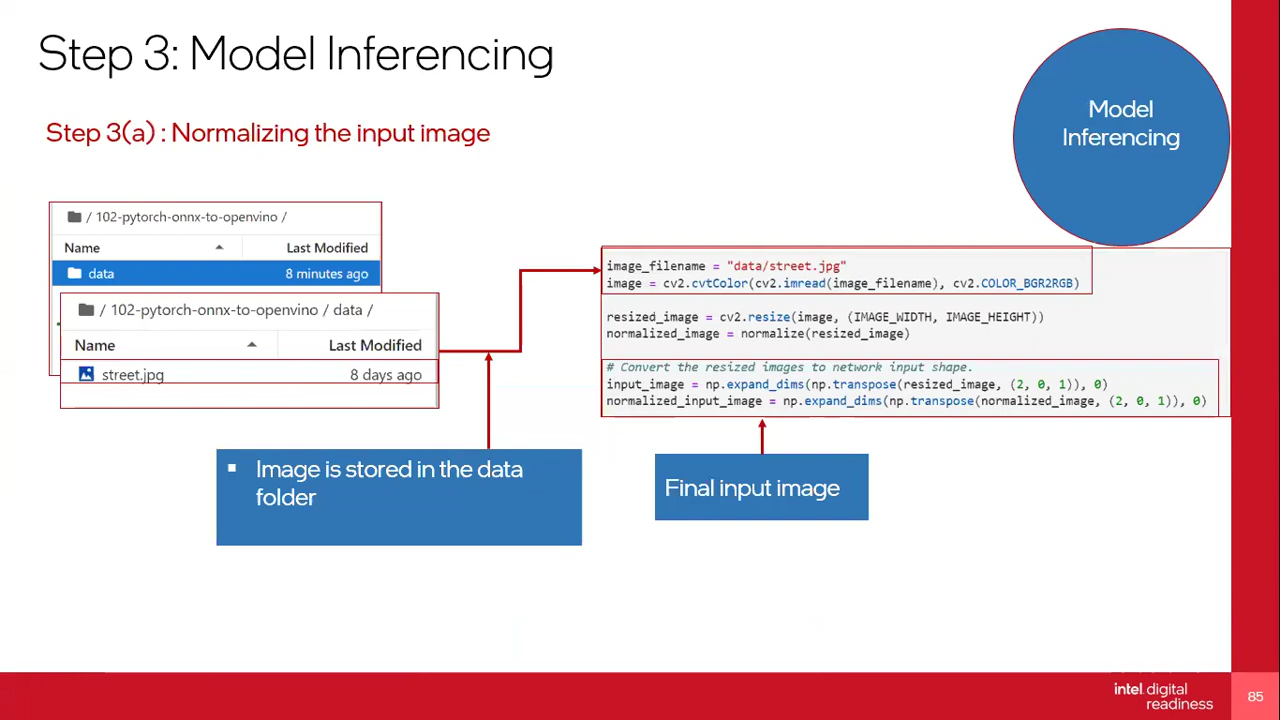 Step 3: Model Inferencing
Model
Inferencing
Step 3(a) : Normalizing the input image
/ 102-pytorch-onnx-to-openvino /
Name Last Modified
data 8 minutes ago
/ 102-pytorch-onnx-to-openvino / data /
Name Last Modified
street.jpg 8 days ago
image_filename = "data/street.jpg"
image = cv2.cvtColor(cv2.imread(image_filename), cv2.COLOR_BGR2RGB)
resized_image = cv2.resize(image, (IMAGE_WIDTH, IMAGE_HEIGHT))
normalized_image = normalize(resized_image)
# Convert the resized images to network input shape.
input_image = np.expand_dims(np.transpose(resized_image, (2, 0, 1)), 0)
normalized_input_image = np.expand_dims(np.transpose(normalized_image, (2, 0, 1)), 0)
▪ Image is stored in the data
folder
Final input image
intel. digital
readiness
85